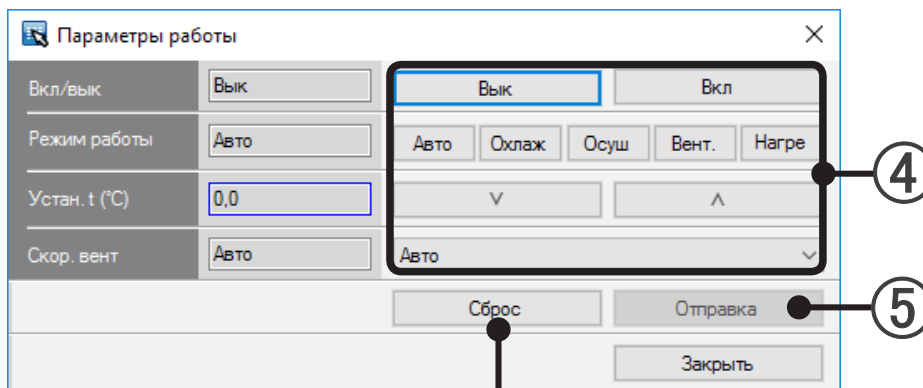 Параметры работы
Вкл/вык Вык Вык Вкл
Режим работы Авто Авто Охлаж Осуш Вент. Нагре
Устан. t (°C) 0,0 ∨ ∧
Скор. вент Авто Авто
④
Сброс Отправка ⑤
Закрыть